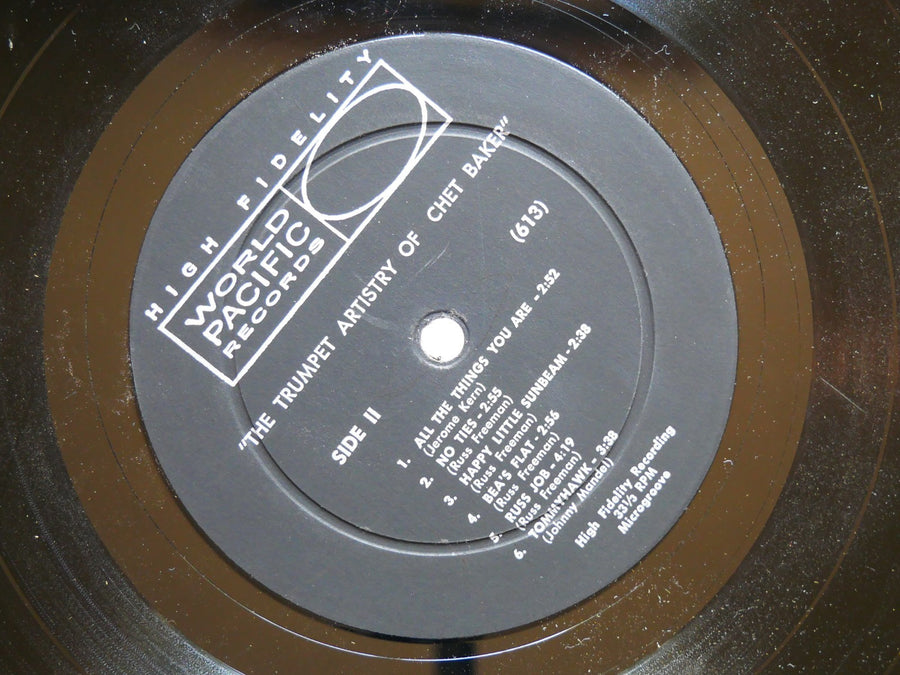 HIGH FIDELITY
WORLD
PACIFIC
RECORDS
"THE TRUMPET ARTISTRY OF CHET BAKER"
(613)
SIDE II
1. ALL THE THINGS YOU ARE - 2:52
(Jerome Kern)
2. NO TIES - 2:55
(Russ Freeman)
3. HAPPY LITTLE SUNBEAM - 2:38
(Russ Freeman)
4. BEA'S FLAT - 2:56
(Russ Freeman)
5. RUSS JOB - 4:19
(Russ Freeman)
6. TOMMYHAWK - 3:38
(Johnny Mandel)
High Fidelity Recording
33⅓ RPM
Microgroove